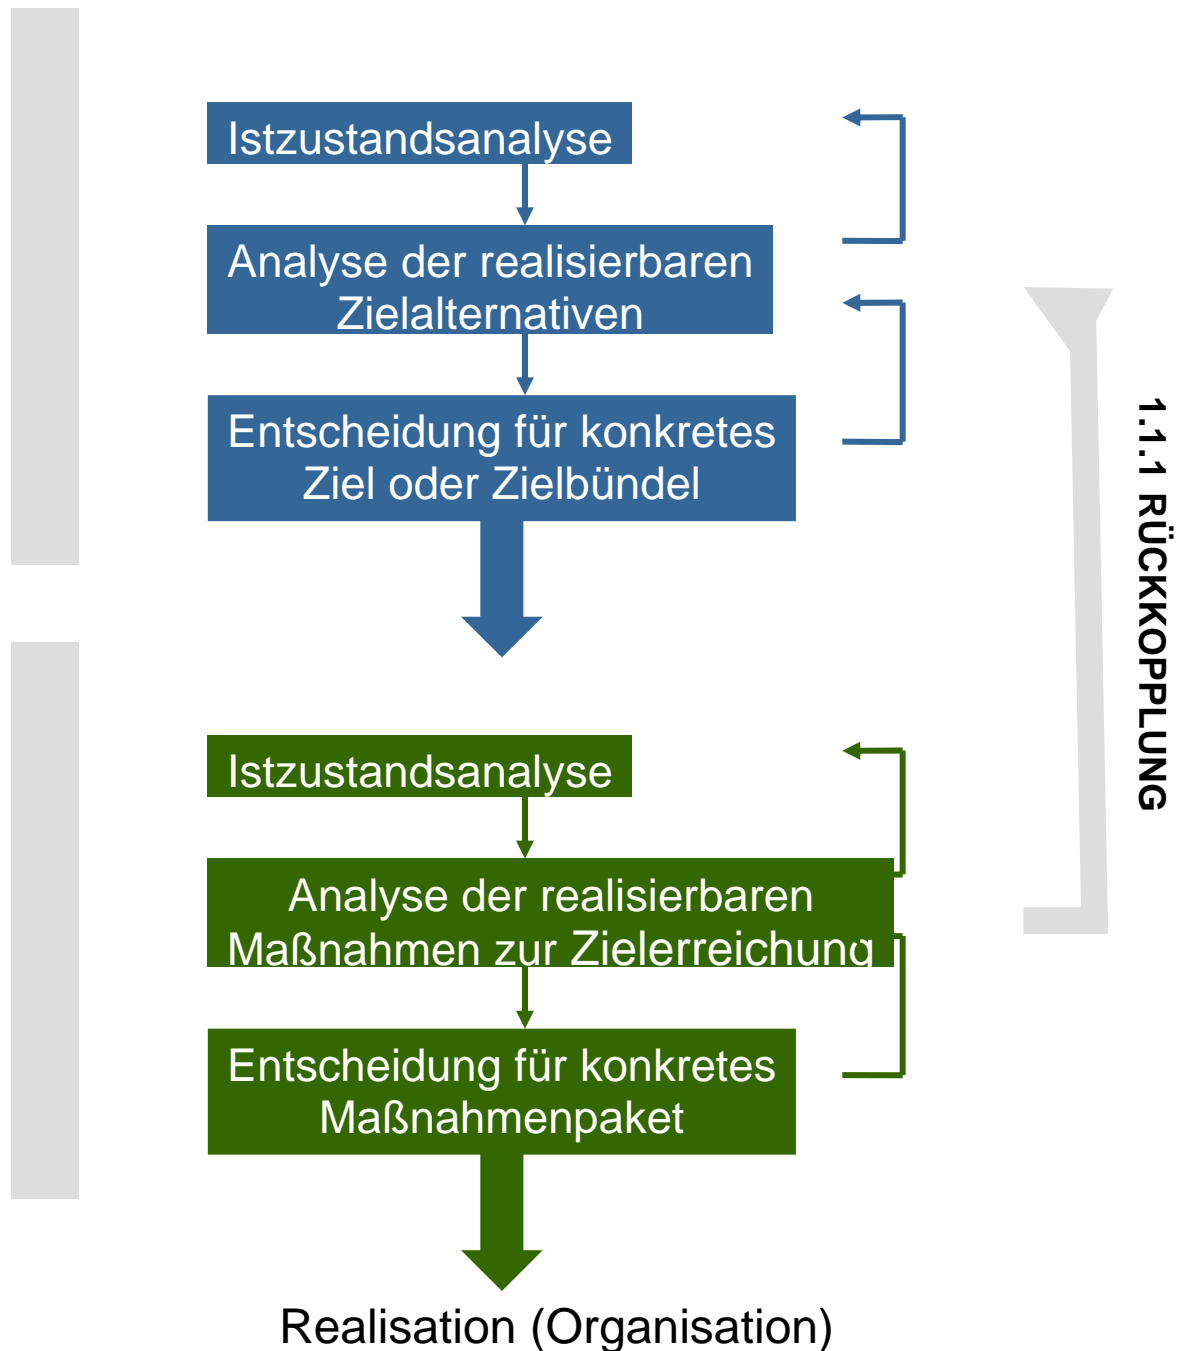 Istzustandsanalyse
Analyse der realisierbaren
Zielalternativen
Entscheidung für konkretes
Ziel oder Zielbündel
1.1.1 RÜCKKOPPLUNG
Istzustandsanalyse
Analyse der realisierbaren
Maßnahmen zur Zielerreichung
Entscheidung für konkretes
Maßnahmenpaket
Realisation (Organisation)